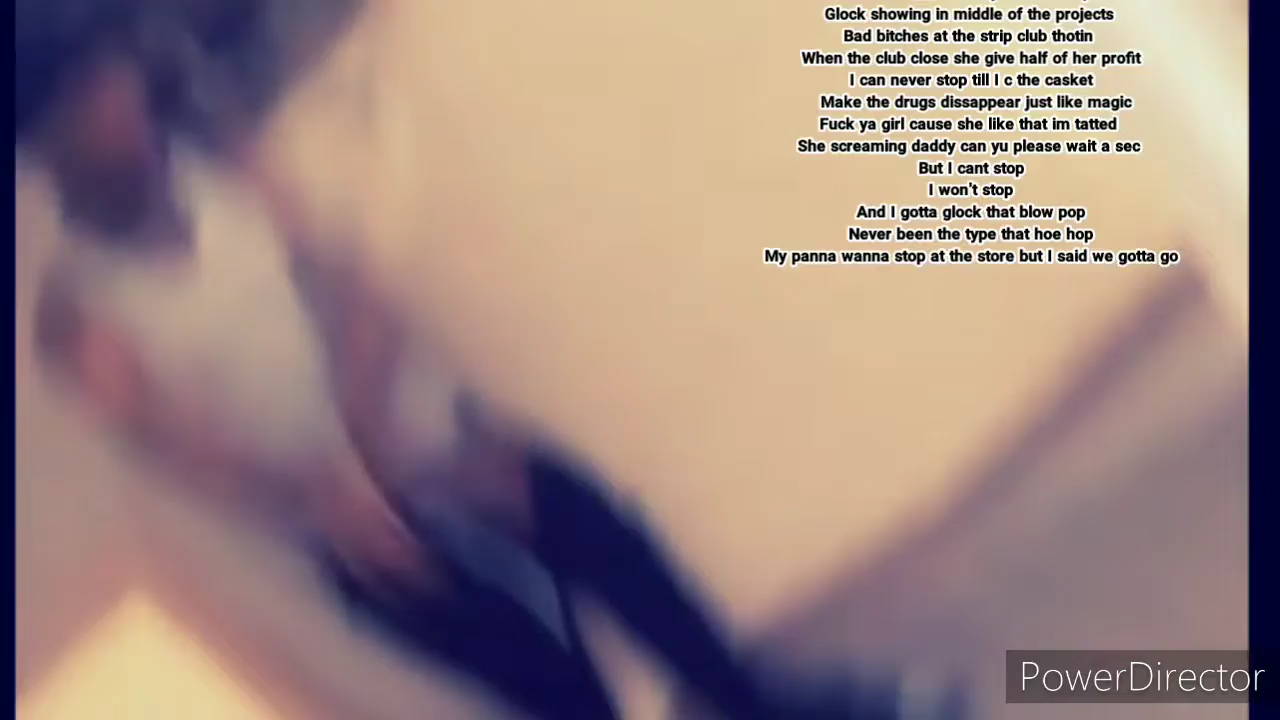 Glock showing in middle of the projects
Bad bitches at the strip club thotin
When the club close she give half of her profit
I can never stop till I c the casket
Make the drugs dissappear just like magic
Fuck ya girl cause she like that im tatted
She screaming daddy can yu please wait a sec
But I cant stop
I won't stop
And I gotta glock that blow pop
Never been the type that hoe hop
My panna wanna stop at the store but I said we gotta go
PowerDirector